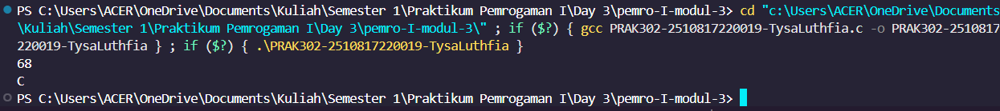 PS C:\Users\ACER\OneDrive\Documents\Kuliah\Semester 1\Praktikum Pemrogaman I\Day 3\pemro-I-modul-3> cd "c:\Users\ACER\OneDrive\Documents
\Kuliah\Semester 1\Praktikum Pemrogaman I\Day 3\pemro-I-modul-3\" ; if ($?) { gcc PRAK302-2510817220019-TysaLuthfia.c -o PRAK302-2510817
220019-TysaLuthfia } ; if ($?) { .\PRAK302-2510817220019-TysaLuthfia }
68
C
PS C:\Users\ACER\OneDrive\Documents\Kuliah\Semester 1\Praktikum Pemrogaman I\Day 3\pemro-I-modul-3>